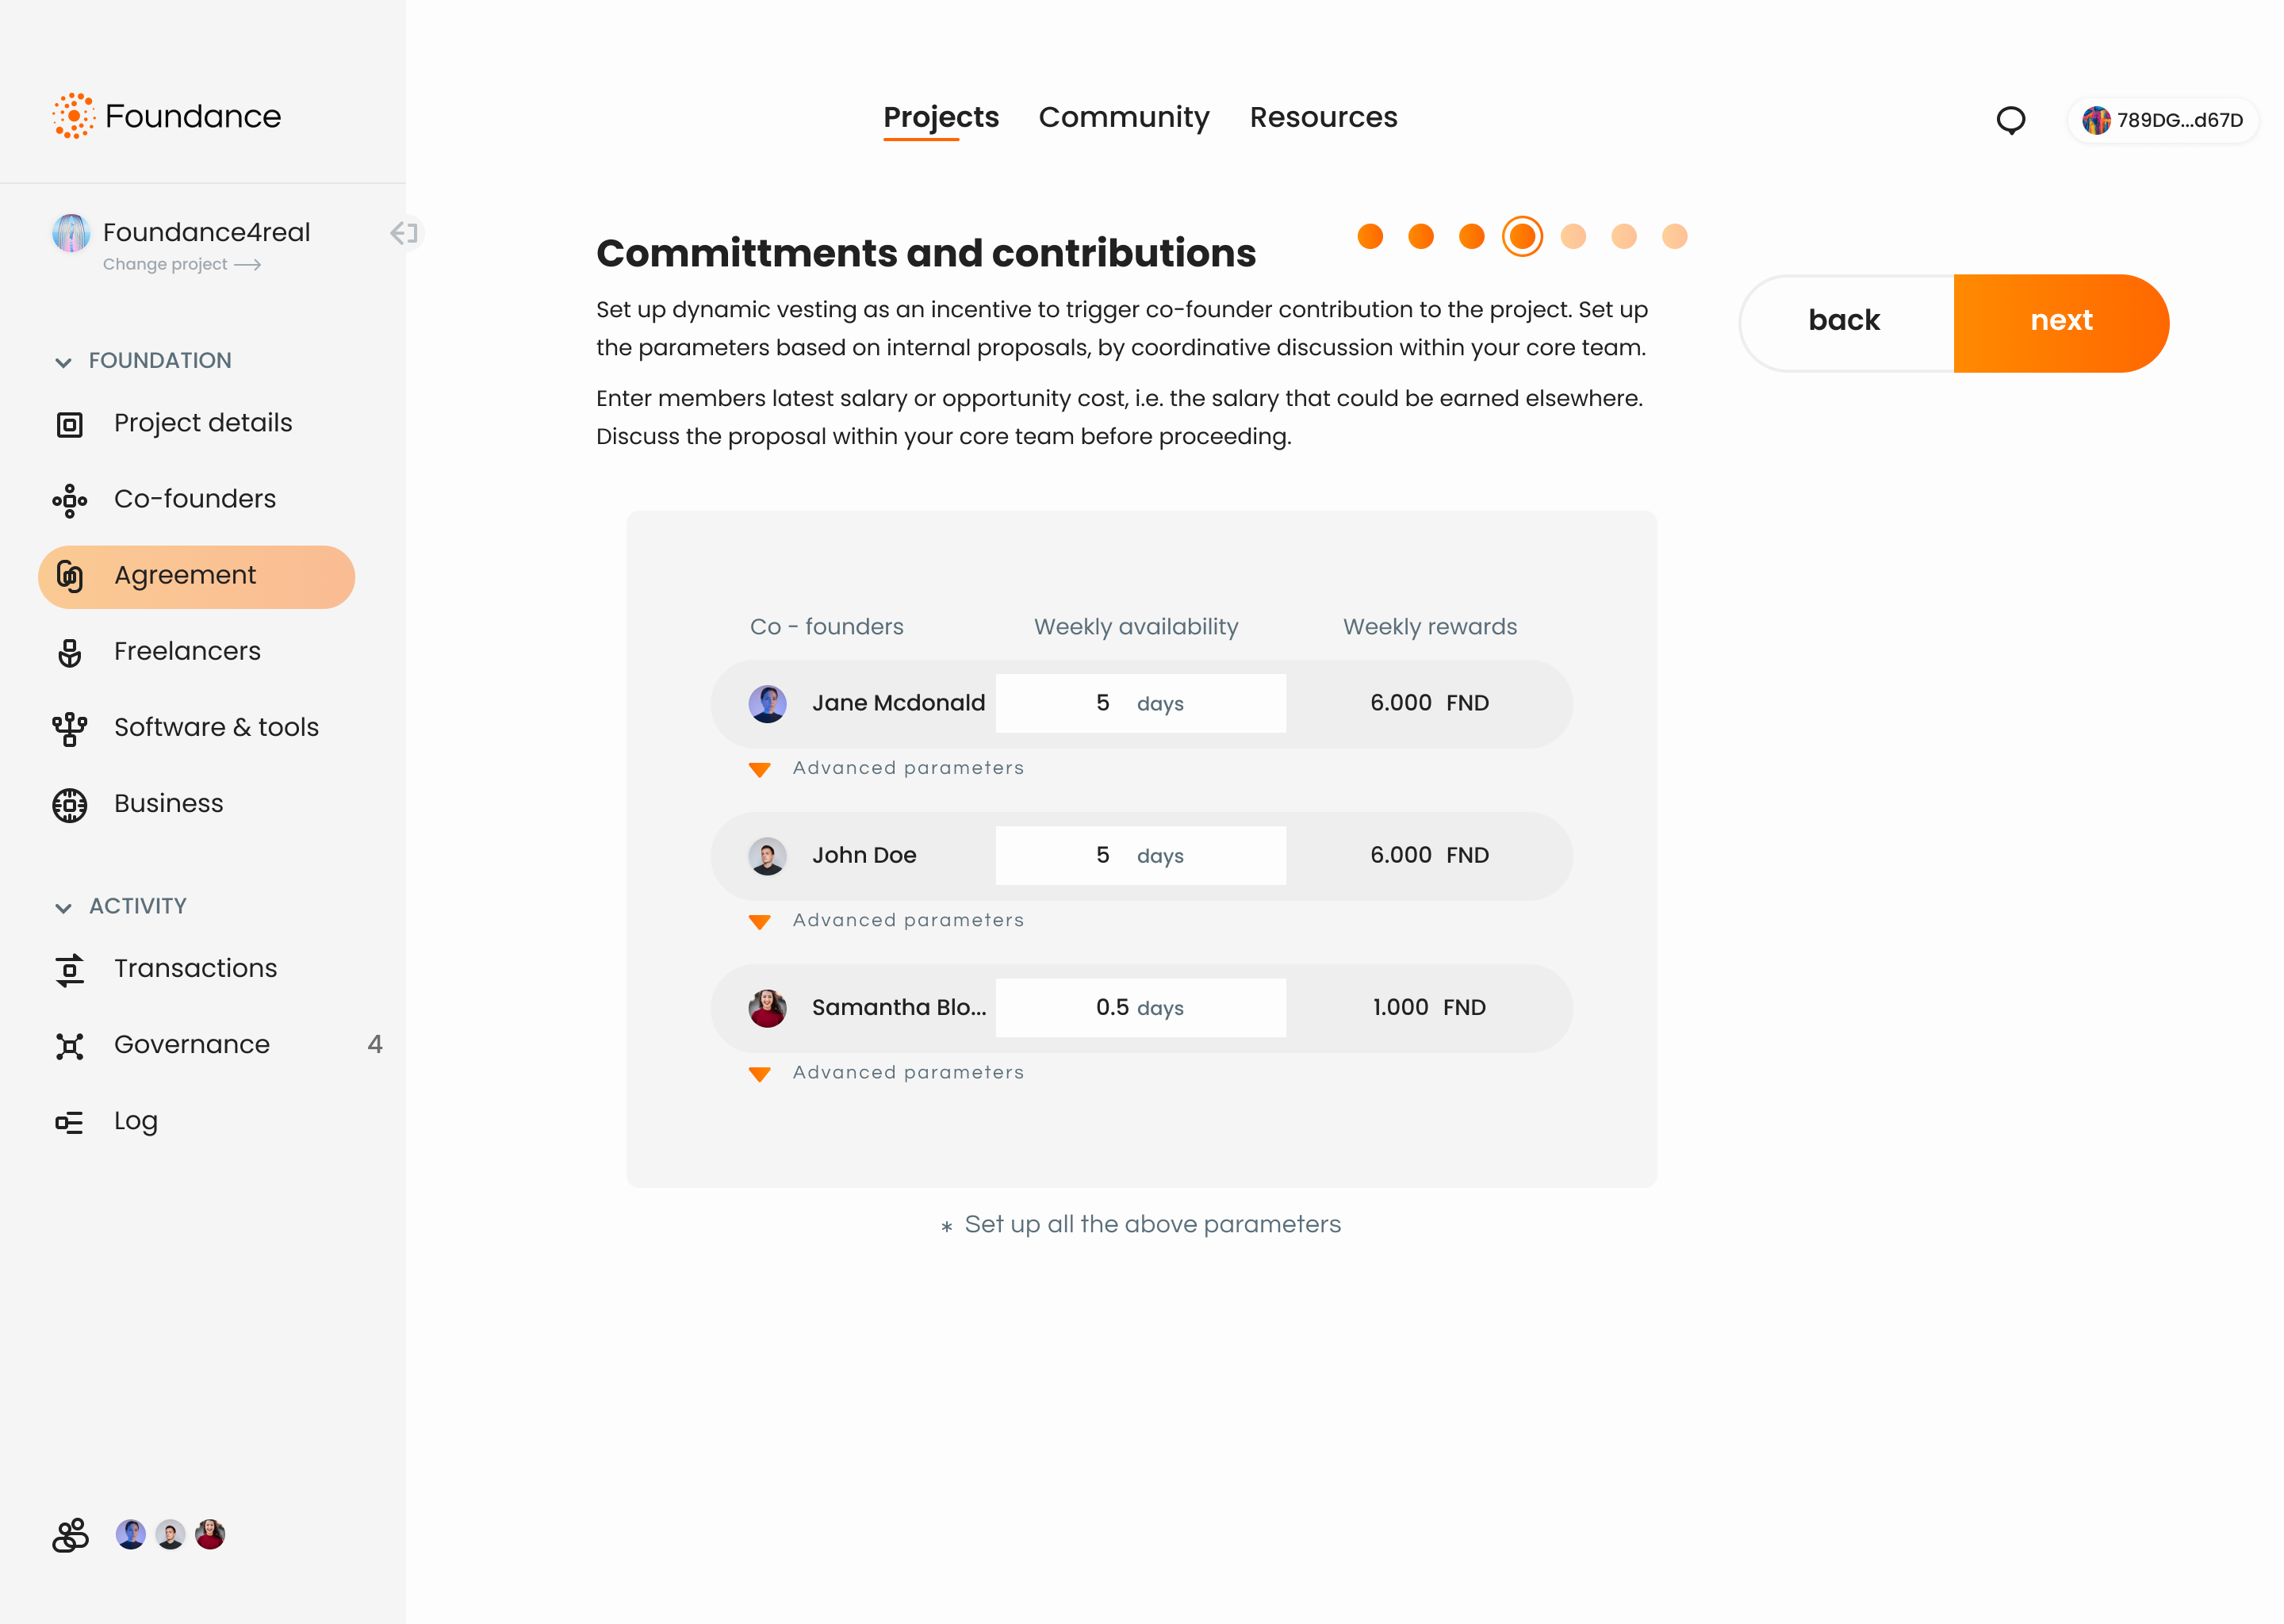 Foundance
Projects Community Resources
789DG...d67D
Foundance4real
Change project
FOUNDATION
Project details
Co-founders
Agreement
Freelancers
Software & tools
Business
ACTIVITY
Transactions
Governance 4
Log
Committments and contributions
Set up dynamic vesting as an incentive to trigger co-founder contribution to the project. Set up
the parameters based on internal proposals, by coordinative discussion within your core team.
Enter members latest salary or opportunity cost, i.e. the salary that could be earned elsewhere.
Discuss the proposal within your core team before proceeding.
back next
Co - founders Weekly availability Weekly rewards
Jane Mcdonald 5 days 6.000 FND
Advanced parameters
John Doe 5 days 6.000 FND
Advanced parameters
Samantha Blo... 0.5 days 1.000 FND
Advanced parameters
* Set up all the above parameters